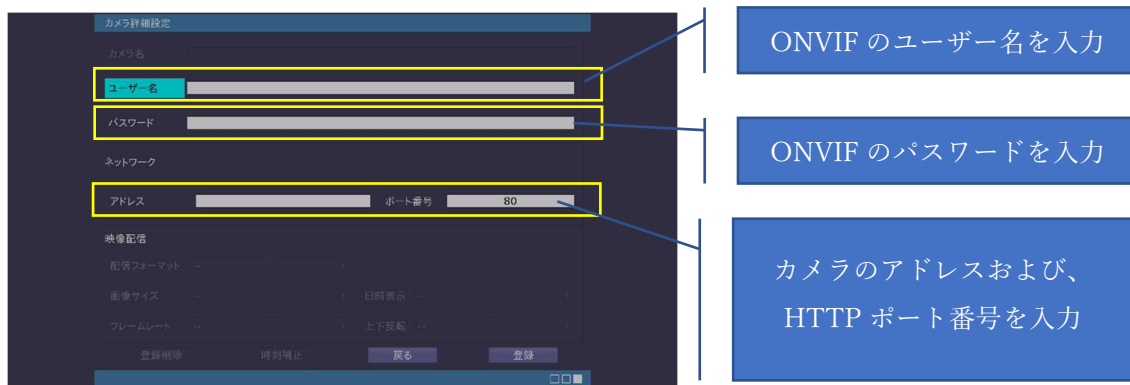 カメラ詳細設定
カメラ名
ユーザー名
パスワード
ネットワーク
アドレス ポート番号 80
映像配信
配信フォーマット --
画像サイズ -- 日時表示 --
フレームレート -- 上下反転 --
登録削除 時刻補正 戻る 登録
ONVIF のユーザー名を入力
ONVIF のパスワードを入力
カメラのアドレスおよび、
HTTP ポート番号を入力